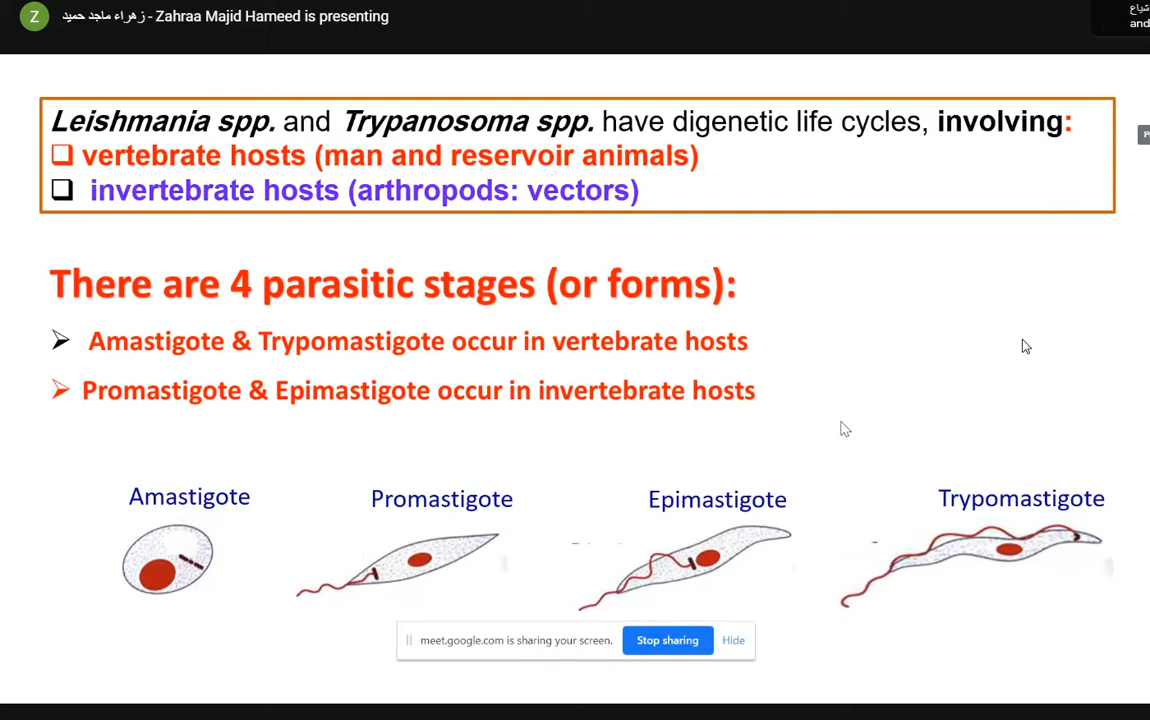 Z
زهراء ماجد حميد - Zahraa Majid Hameed is presenting
and
Leishmania spp. and Trypanosoma spp. have digenetic life cycles, involving:
vertebrate hosts (man and reservoir animals)
invertebrate hosts (arthropods: vectors)
There are 4 parasitic stages (or forms):
Amastigote & Trypomastigote occur in vertebrate hosts
Promastigote & Epimastigote occur in invertebrate hosts
Amastigote Promastigote Epimastigote Trypomastigote
meet.google.com is sharing your screen. Stop sharing Hide